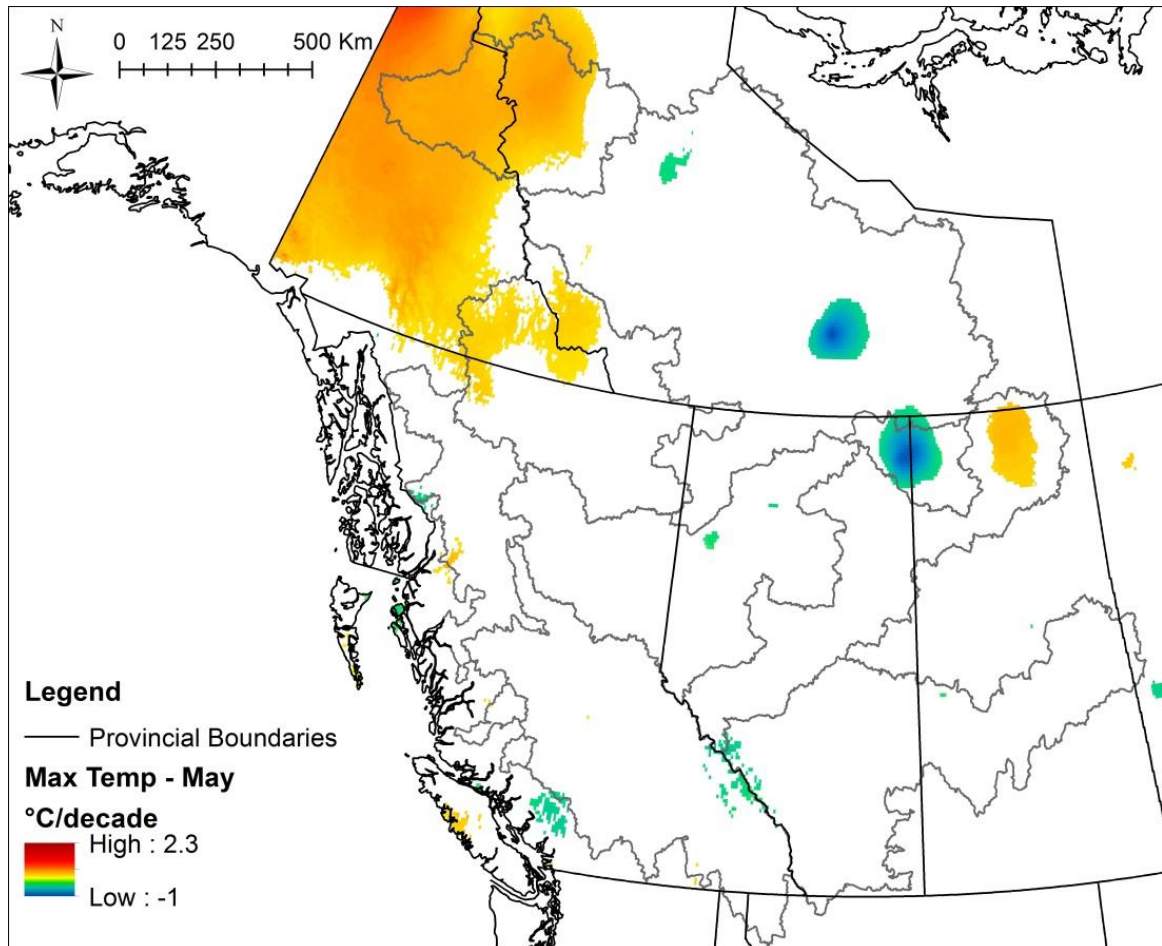 N
0 125 250 500 Km
Legend
Provincial Boundaries
Max Temp - May
°C/decade
High : 2.3
Low : -1